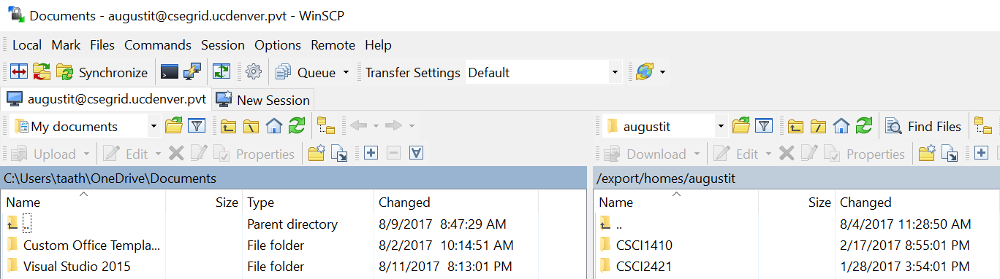 Documents - augustit@csegrid.ucdenver.pvt - WinSCP
Local Mark Files Commands Session Options Remote Help
Synchronize Queue Transfer Settings Default
augustit@csegrid.ucdenver.pvt New Session
My documents augustit Find Files
Upload Edit Properties Download Edit Properties
C:\Users\taath\OneDrive\Documents /export/homes/augustit
Name Size Type Changed Name Size Changed
.. Parent directory 8/9/2017 8:47:29 AM .. 8/4/2017 11:28:50 AM
Custom Office Templa... File folder 8/2/2017 10:14:51 AM CSCI1410 2/17/2017 8:55:01 PM
Visual Studio 2015 File folder 8/11/2017 8:13:01 PM CSCI2421 1/28/2017 3:54:01 PM